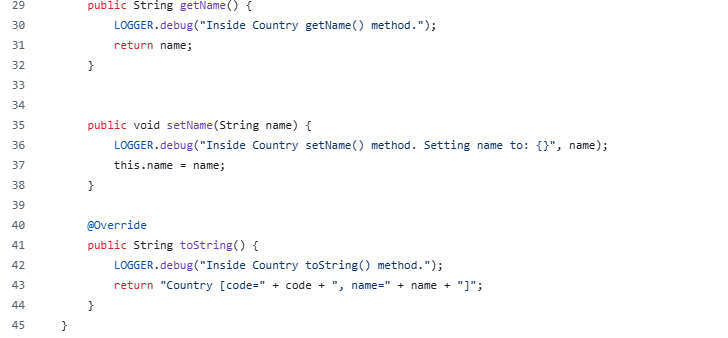 29 public String getName() {
30 LOGGER.debug("Inside Country getName() method.");
31 return name;
32 }
33
34
35 public void setName(String name) {
36 LOGGER.debug("Inside Country setName() method. Setting name to: {}", name);
37 this.name = name;
38 }
39
40 @Override
41 public String toString() {
42 LOGGER.debug("Inside Country toString() method.");
43 return "Country [code=" + code + ", name=" + name + "]";
44 }
45 }